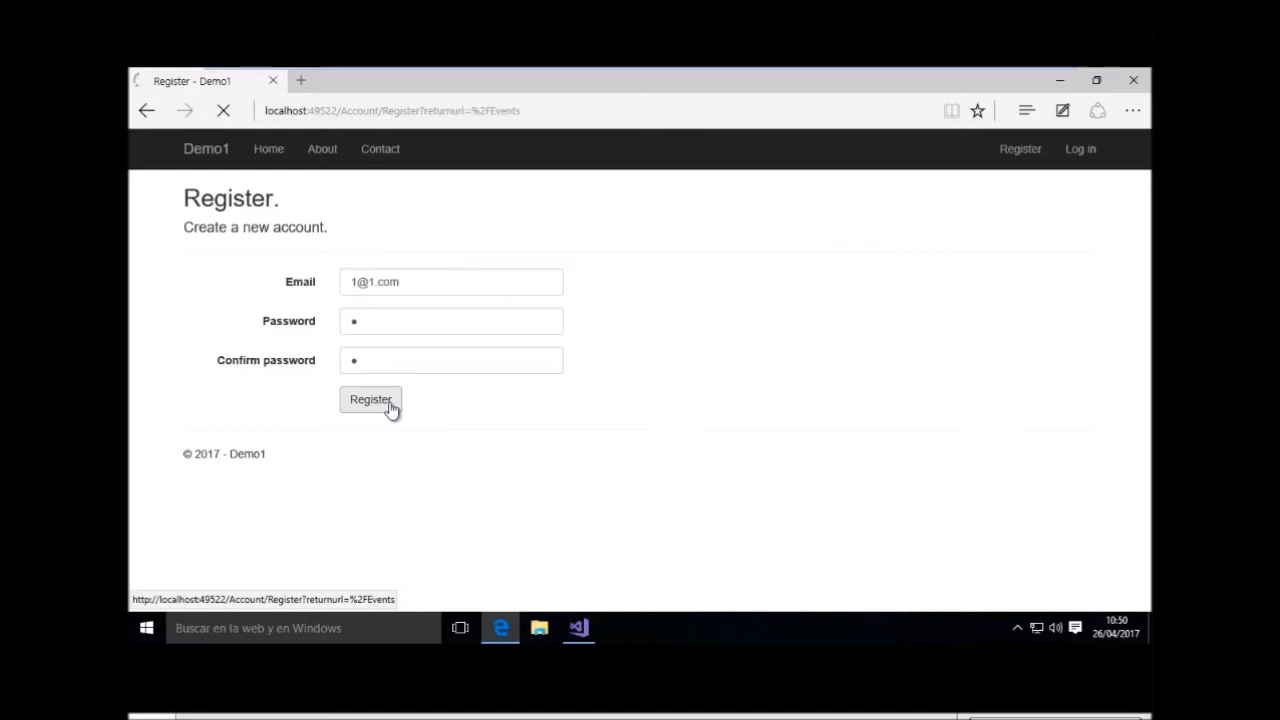 Register - Demo1
localhost:49522/Account/Register?returnurl=%2FEvents
Demo1 Home About Contact Register Log in
Register.
Create a new account.
Email 1@1.com
Password
Confirm password
Register
© 2017 - Demo1
http://localhost:49522/Account/Register?returnurl=%2FEvents
Buscar en la web y en Windows
10:50
26/04/2017